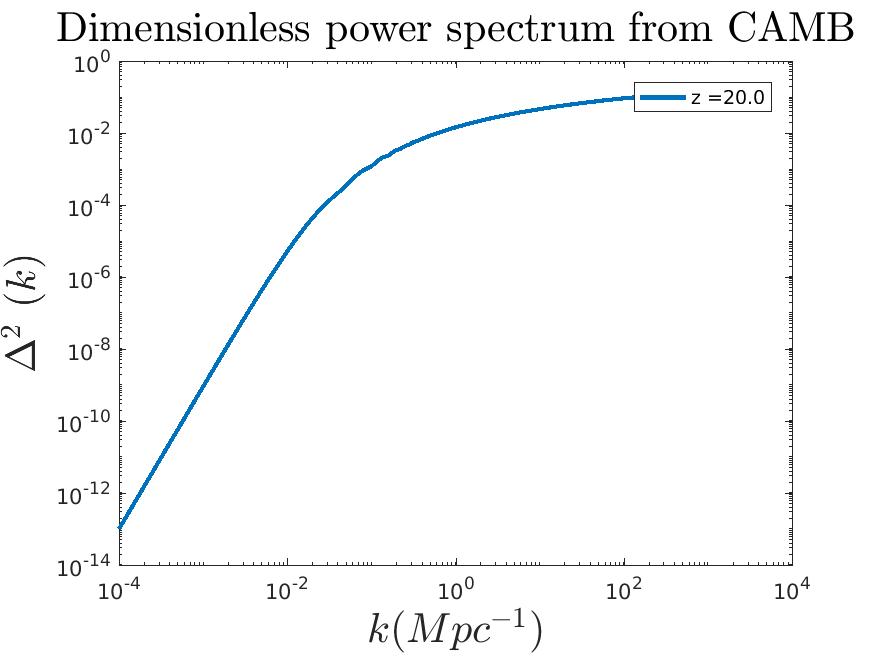 Dimensionless power spectrum from CAMB
10^0
z =20.0
10^-2
10^-4
10^-6
10^-8
10^-10
10^-12
10^-14
Δ^2 (k)
10^-4 10^-2 10^0 10^2 10^4
k(Mpc^−1)